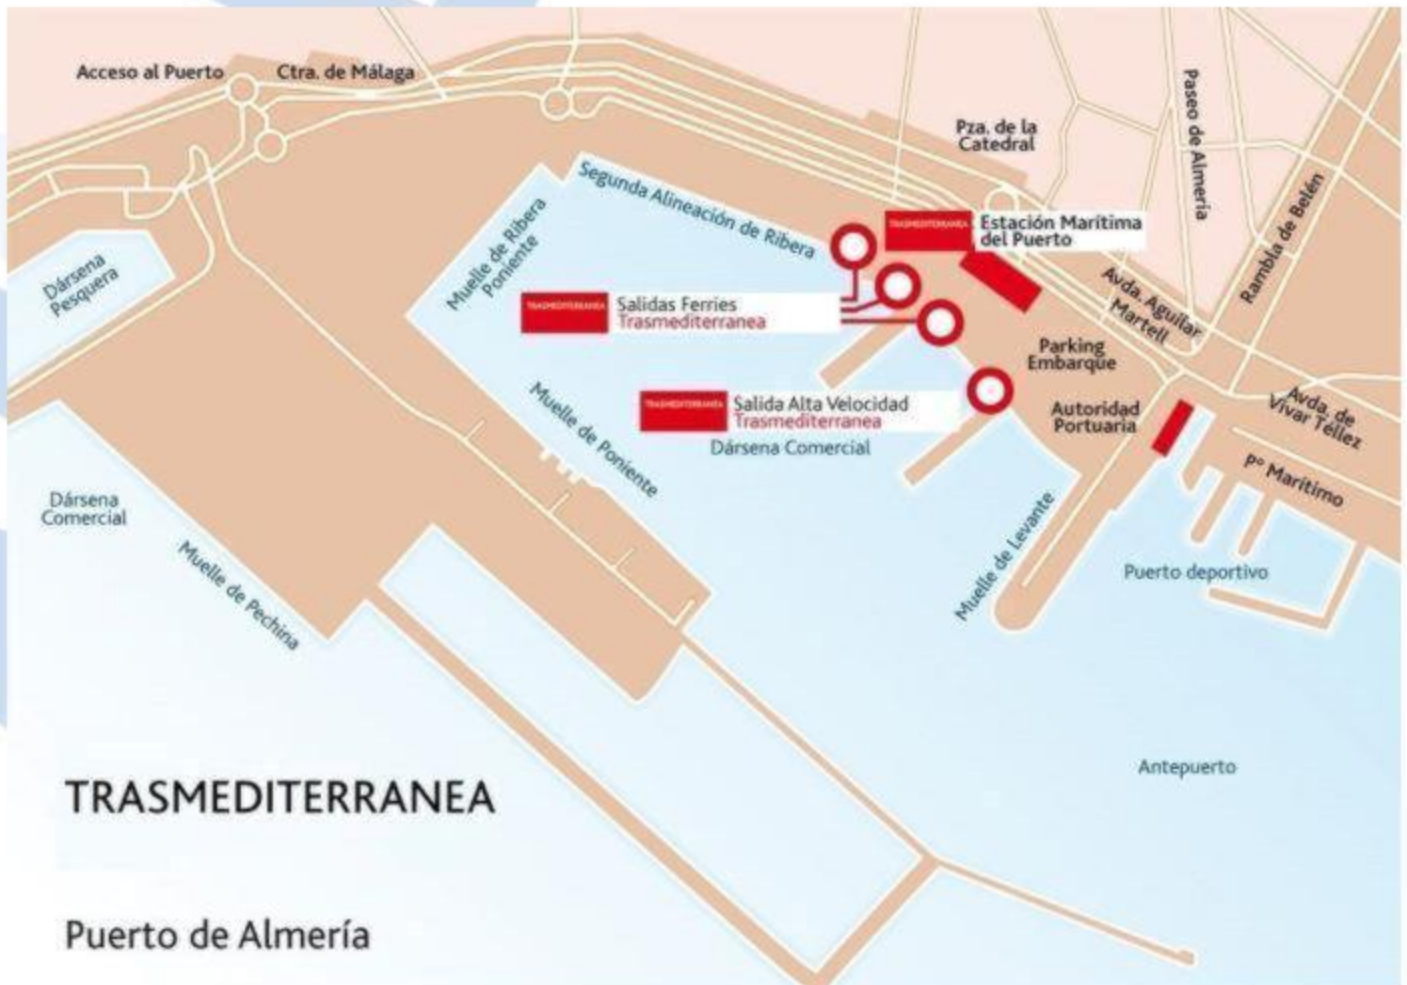 Acceso al Puerto
Ctra. de Málaga
Pza. de la
Catedral
Paseo de Almería
Rambla de Belén
Segunda Alineación de Ribera
Muelle de Ribera
Poniente
Dársena
Pesquera
TRASMEDITERRANEA
Estación Marítima
del Puerto
TRASMEDITERRANEA
Salidas Ferries
Trasmediterranea
Avda. Aguilar
Martell
Parking
Embarque
TRASMEDITERRANEA
Salida Alta Velocidad
Trasmediterranea
Dársena Comercial
Autoridad
Portuaria
Avda. de
Vivar Téllez
pº Marítimo
Muelle de Poniente
Dársena
Comercial
Muelle de Pechina
Muelle de Levante
Puerto deportivo
Antepuerto
TRASMEDITERRANEA
Puerto de Almería